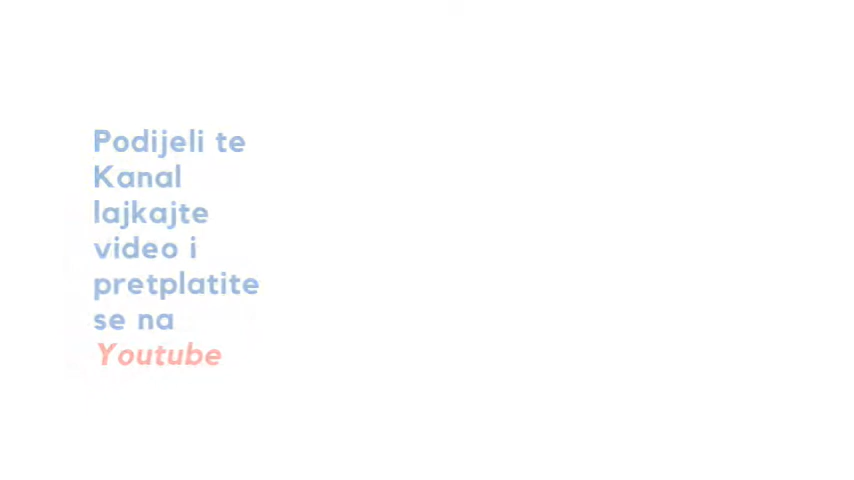 Podijeli te
Kanal
lajkajte
video i
pretplatite
se na
Youtube